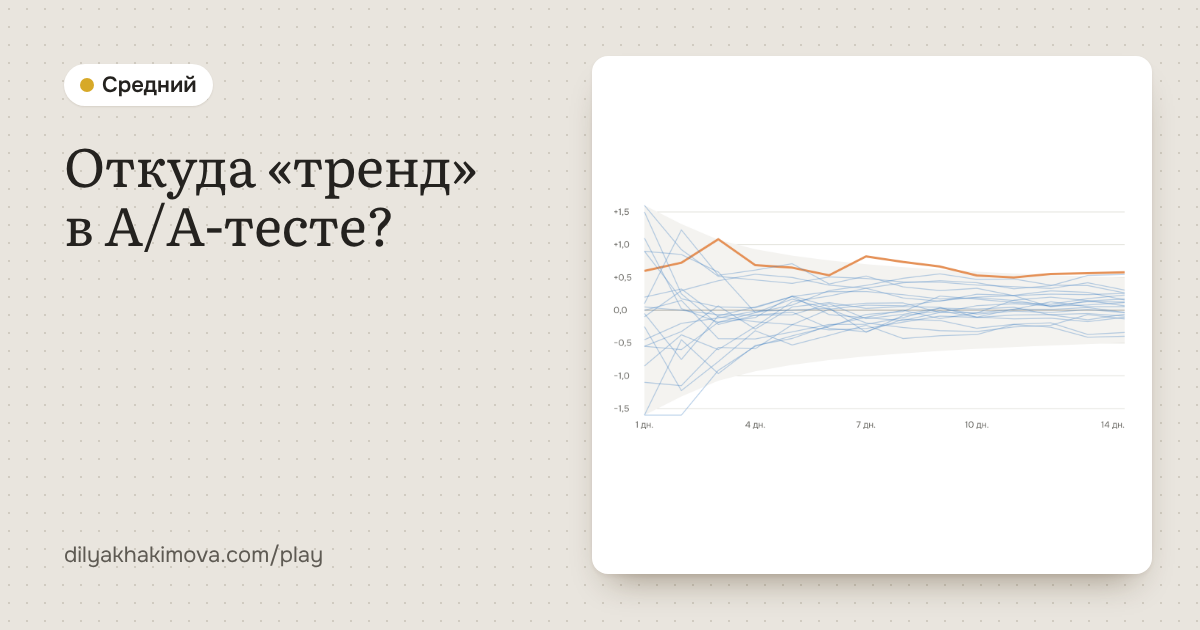 Средний
Откуда «тренд»
в A/A-тесте?
+1,5
+1,0
+0,5
0,0
−0,5
−1,0
−1,5
1 дн.
4 дн.
7 дн.
10 дн.
14 дн.
dilyakhakimova.com/play